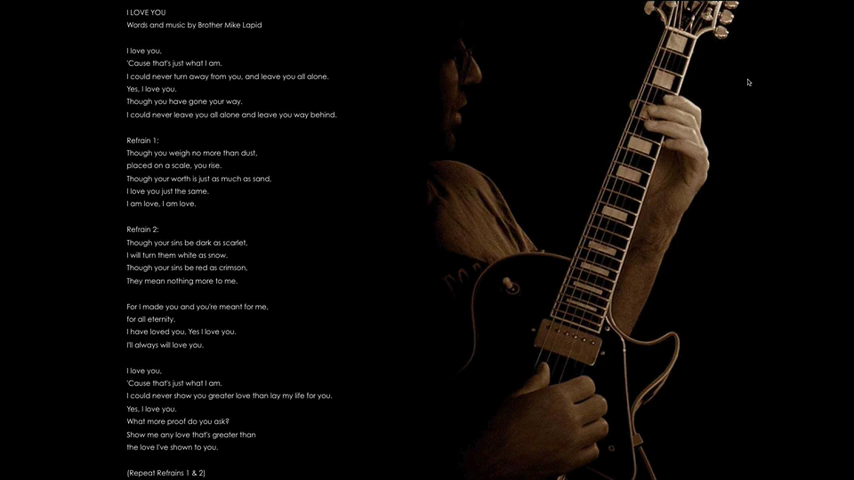 I LOVE YOU
Words and music by Brother Mike Lapid
I love you,
'Cause that's just what I am.
I could never turn away from you, and leave you all alone.
Yes, I love you.
Though you have gone your way.
I could never leave you all alone and leave you way behind.
Refrain 1:
Though you weigh no more than dust,
placed on a scale, you rise.
Though your worth is just as much as sand,
I love you just the same.
I am love, I am love.
Refrain 2:
Though your sins be dark as scarlet,
I will turn them white as snow.
Though your sins be red as crimson,
They mean nothing more to me.
For I made you and you're meant for me,
for all eternity.
I have loved you, Yes I love you.
I'll always will love you.
I love you,
'Cause that's just what I am.
I could never show you greater love than lay my life for you.
Yes, I love you.
What more proof do you ask?
Show me any love that's greater than
the love I've shown to you.
(Repeat Refrains 1 & 2)